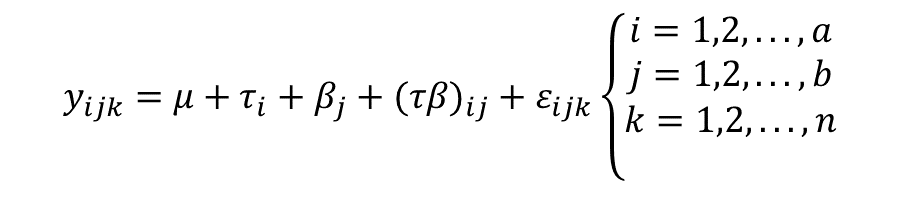 i = 1,2,…,a
y_{ijk} = μ + τ_i + β_j + (τβ)_{ij} + ε_{ijk} { j = 1,2,…,b
k = 1,2,…,n